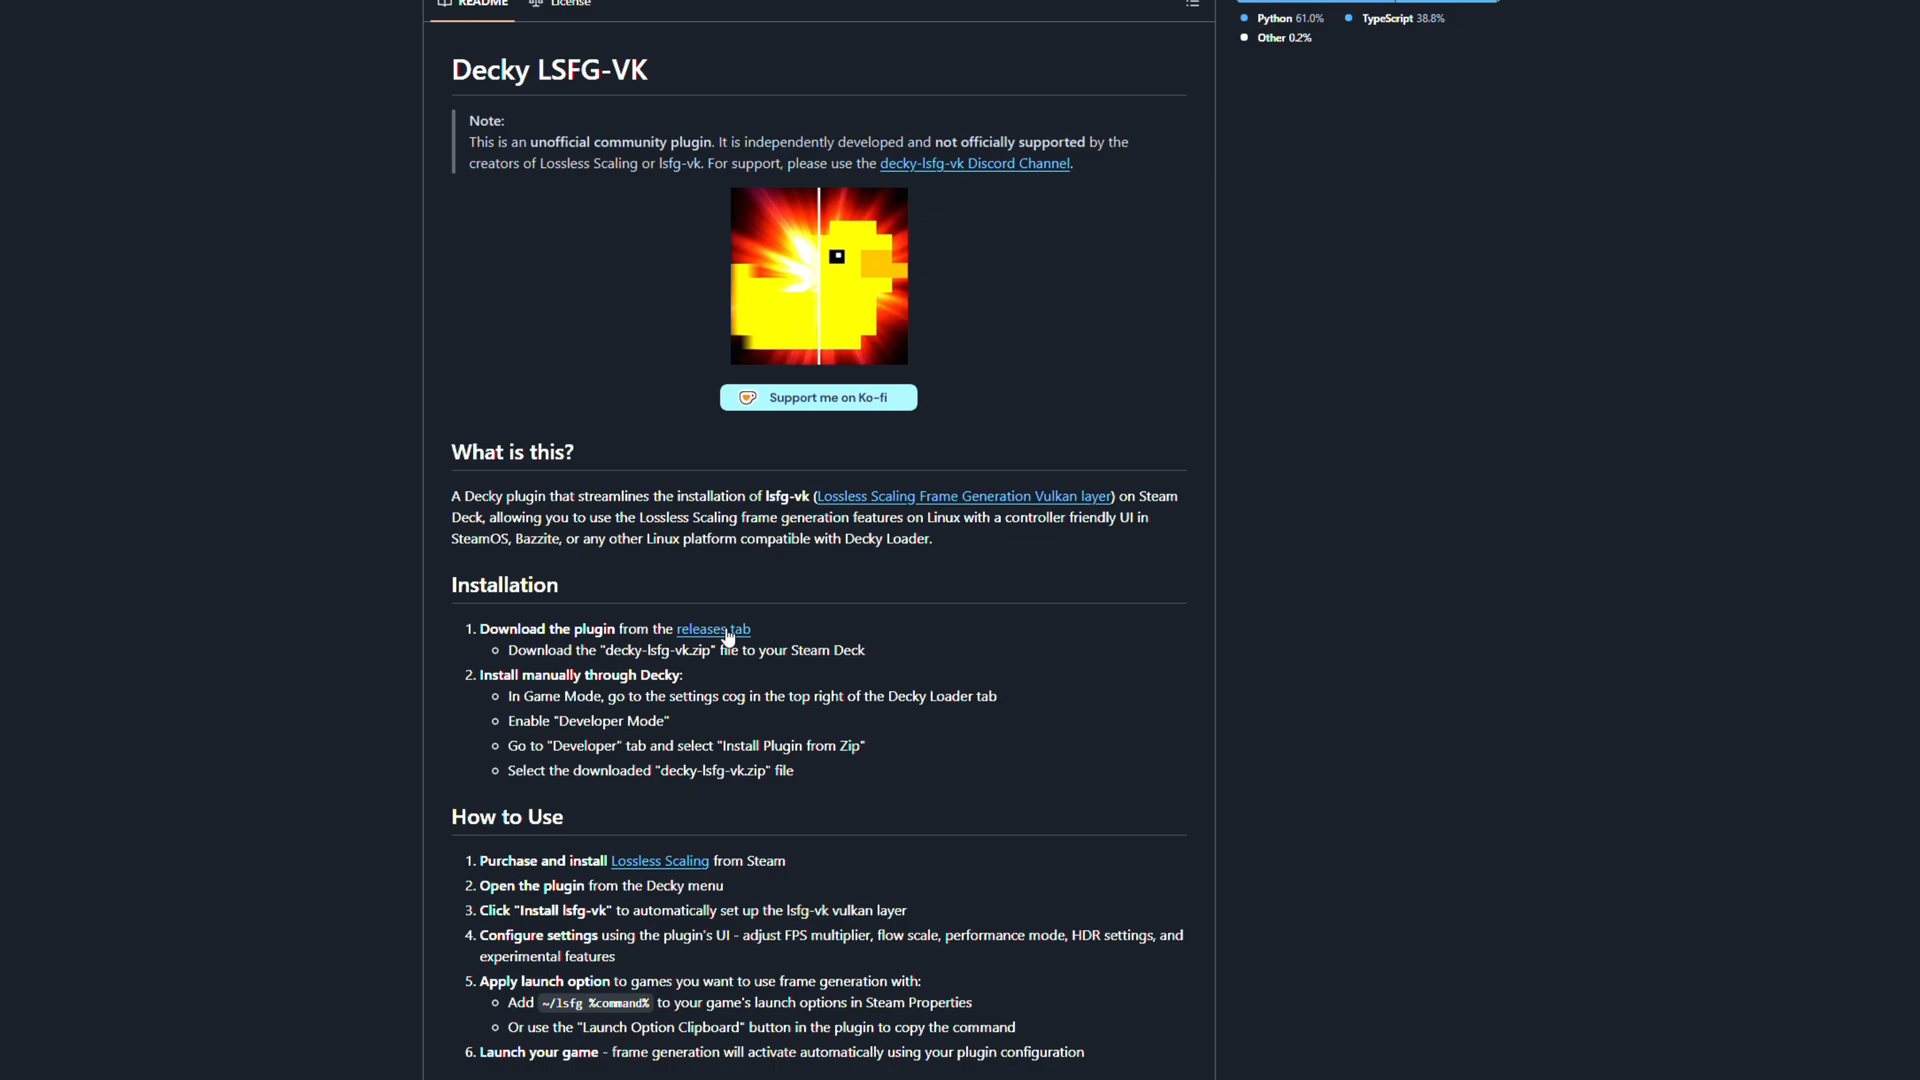 README License
Python 61.0% TypeScript 38.8%
Other 0.2%
Decky LSFG-VK
Note:
This is an unofficial community plugin. It is independently developed and not officially supported by the
creators of Lossless Scaling or lsfg-vk. For support, please use the decky-lsfg-vk Discord Channel.
Support me on Ko-fi
What is this?
A Decky plugin that streamlines the installation of lsfg-vk (Lossless Scaling Frame Generation Vulkan layer) on Steam
Deck, allowing you to use the Lossless Scaling frame generation features on Linux with a controller friendly UI in
SteamOS, Bazzite, or any other Linux platform compatible with Decky Loader.
Installation
1. Download the plugin from the releases tab
Download the "decky-lsfg-vk.zip" file to your Steam Deck
2. Install manually through Decky:
In Game Mode, go to the settings cog in the top right of the Decky Loader tab
Enable "Developer Mode"
Go to "Developer" tab and select "Install Plugin from Zip"
Select the downloaded "decky-lsfg-vk.zip" file
How to Use
1. Purchase and install Lossless Scaling from Steam
2. Open the plugin from the Decky menu
3. Click "Install lsfg-vk" to automatically set up the lsfg-vk vulkan layer
4. Configure settings using the plugin's UI - adjust FPS multiplier, flow scale, performance mode, HDR settings, and
experimental features
5. Apply launch option to games you want to use frame generation with:
Add ~/lsfg %command% to your game's launch options in Steam Properties
Or use the "Launch Option Clipboard" button in the plugin to copy the command
6. Launch your game - frame generation will activate automatically using your plugin configuration